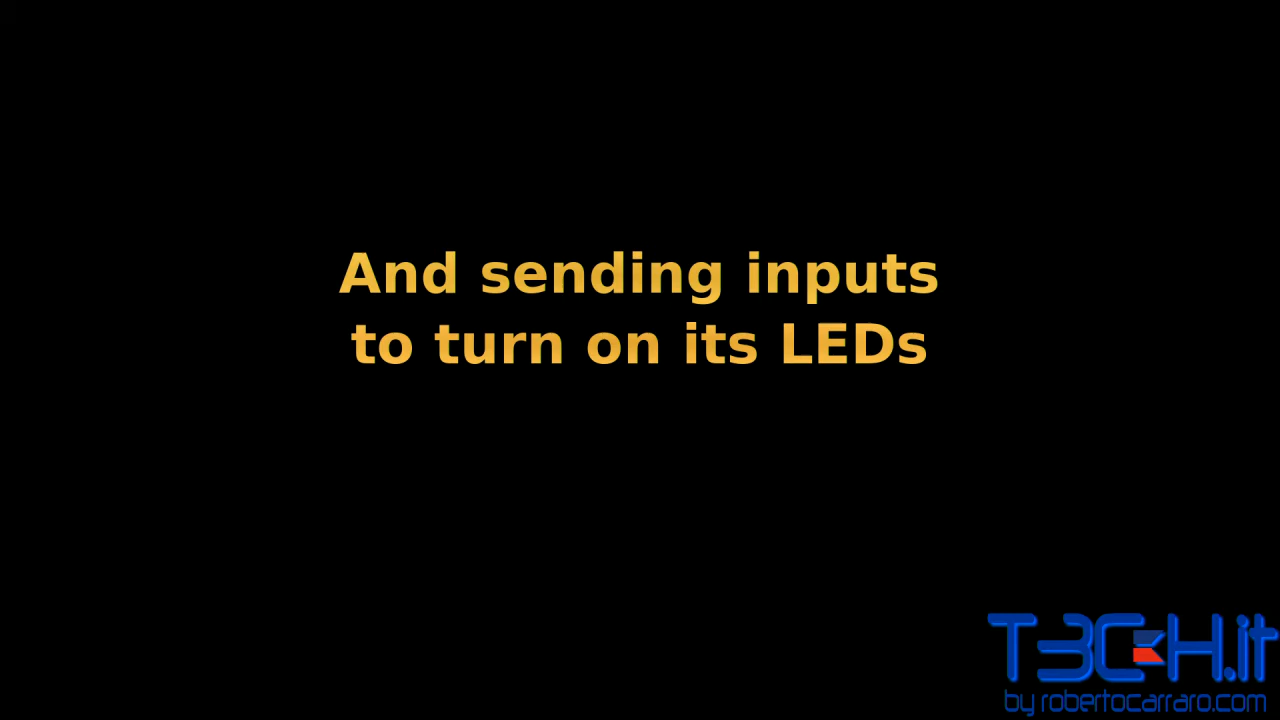 And sending inputs
to turn on its LEDs
T3CH.it
by robertocarraro.com